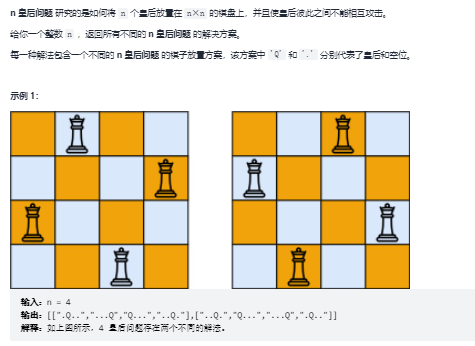 n 皇后问题 研究的是如何将 n 个皇后放置在 n×n 的棋盘上，并且使皇后彼此之间不能相互攻击。
给你一个整数 n ，返回所有不同的 n 皇后问题 的解决方案。
每一种解法包含一个不同的 n 皇后问题 的棋子放置方案，该方案中 'Q' 和 '.' 分别代表了皇后和空位。
示例 1：
输入：n = 4
输出：[[".Q..","...Q","Q...","..Q."],["..Q.","Q...","...Q",".Q.."]]
解释：如上图所示，4 皇后问题存在两个不同的解法。